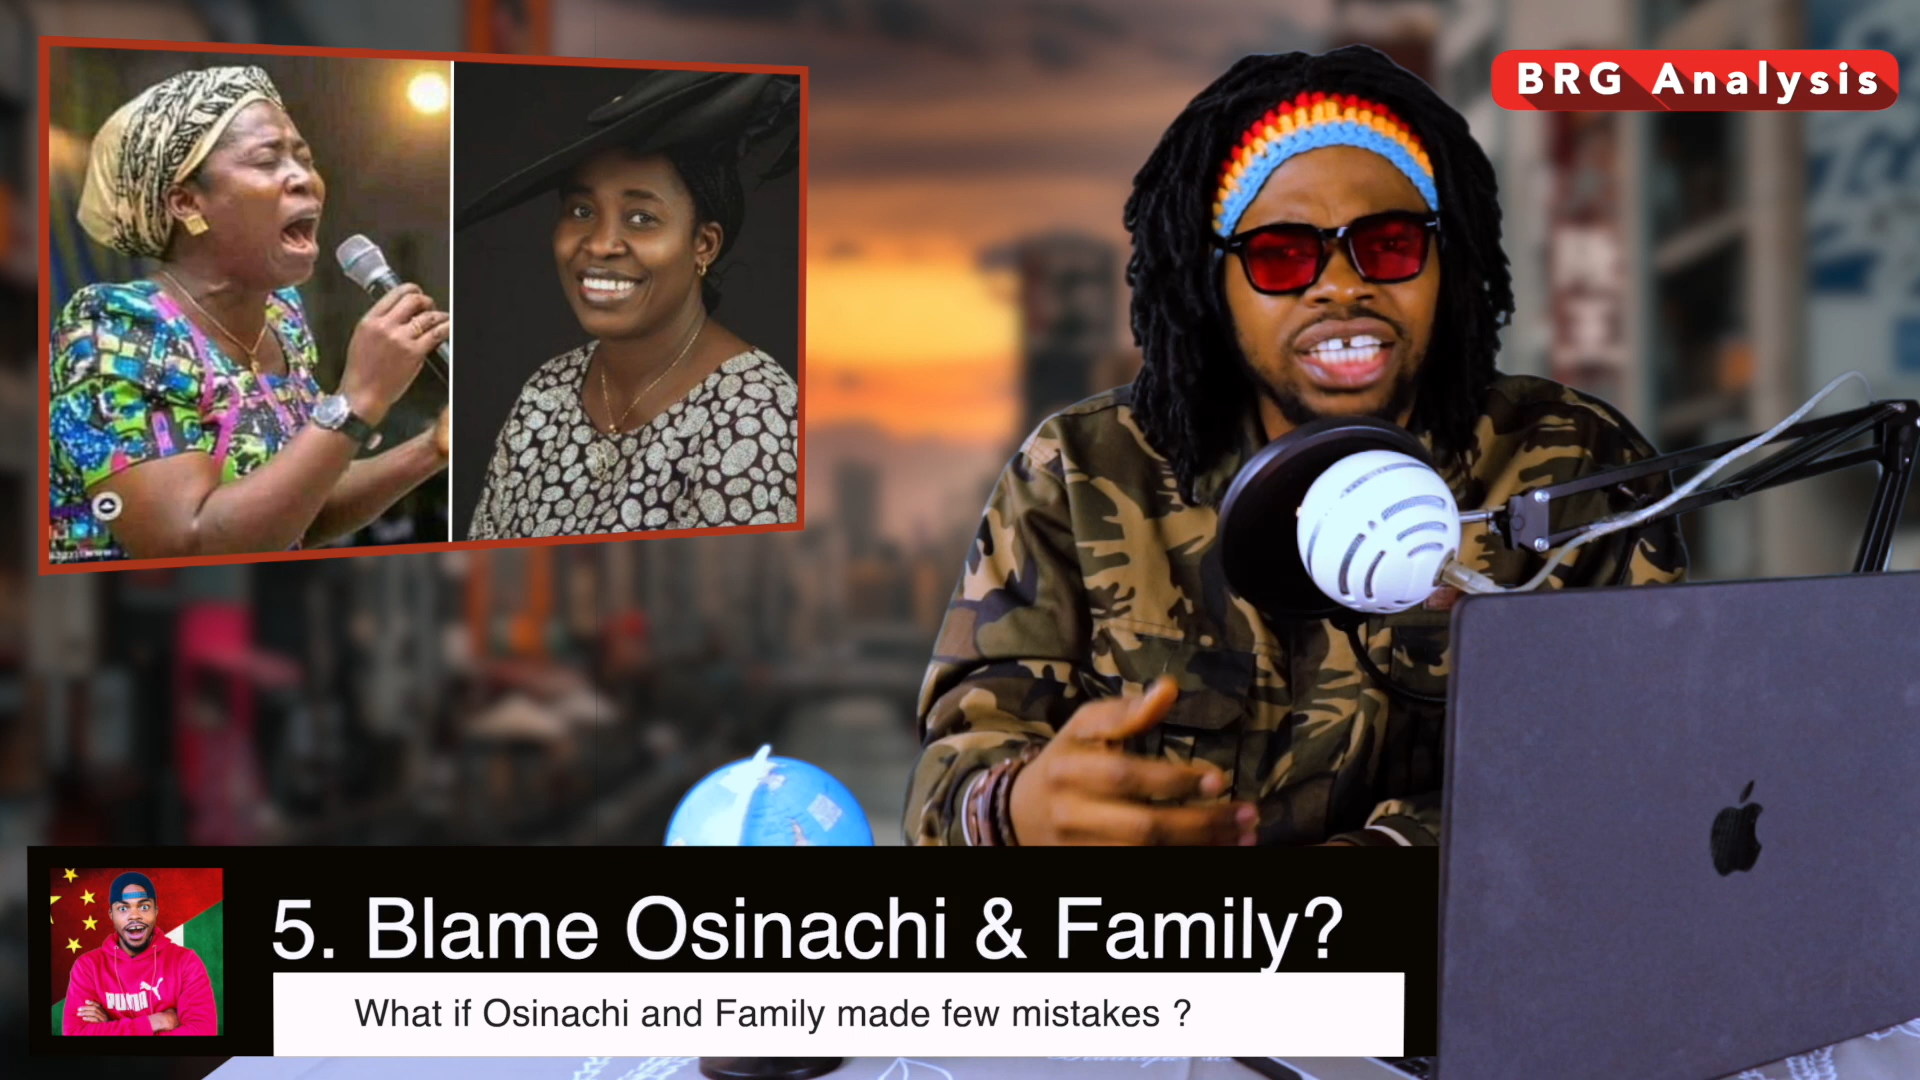 BRG Analysis
5. Blame Osinachi & Family?
What if Osinachi and Family made few mistakes ?